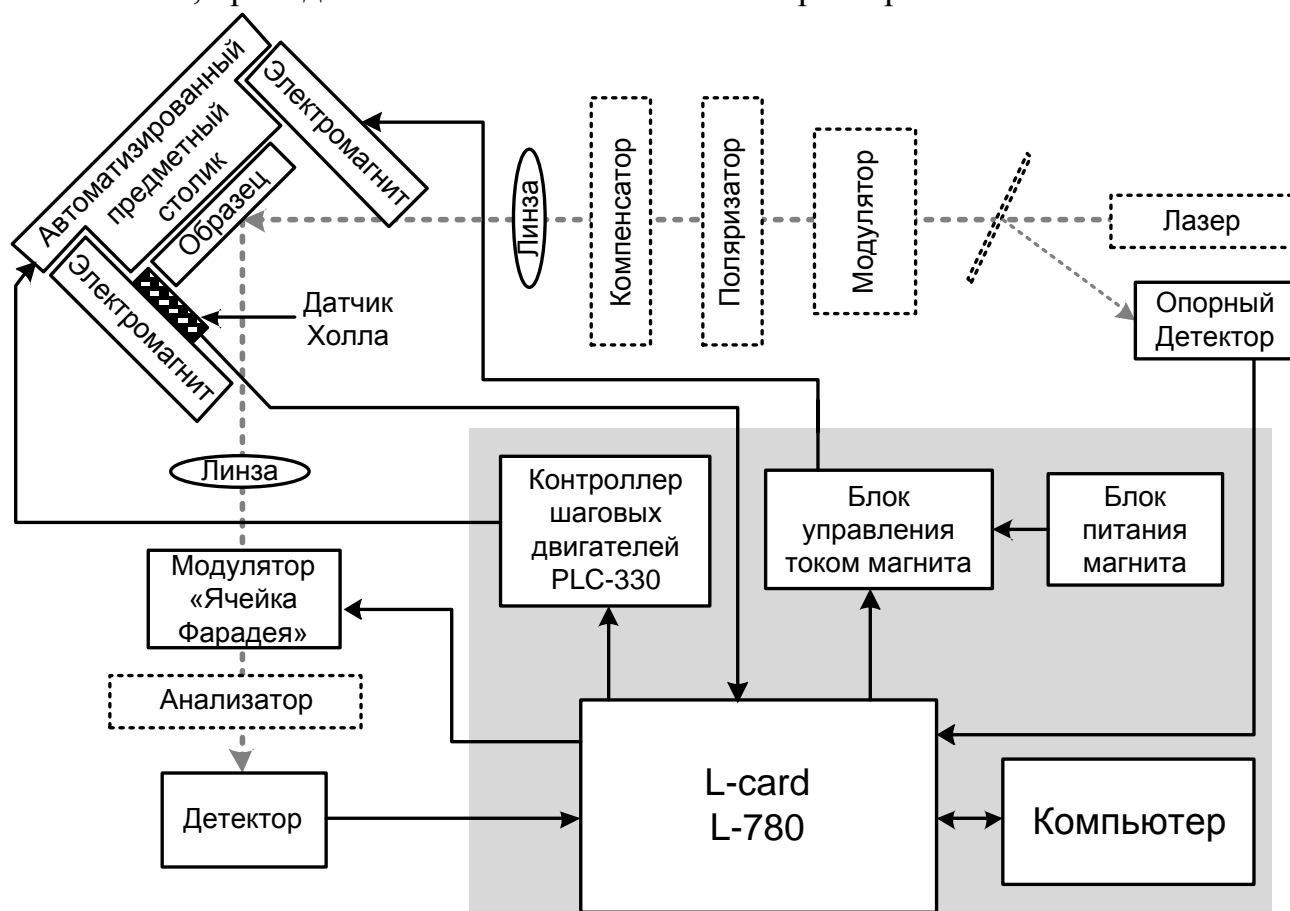 Автоматизированный
предметный
столик
Электромагнит
Образец
Электромагнит
Датчик
Холла
Линза
Компенсатор
Поляризатор
Модулятор
Лазер
Опорный
Детектор
Линза
Контроллер
шаговых
двигателей
PLC-330
Блок
управления
током магнита
Блок
питания
магнита
Модулятор
«Ячейка
Фарадея»
Анализатор
Детектор
L-card
L-780
Компьютер